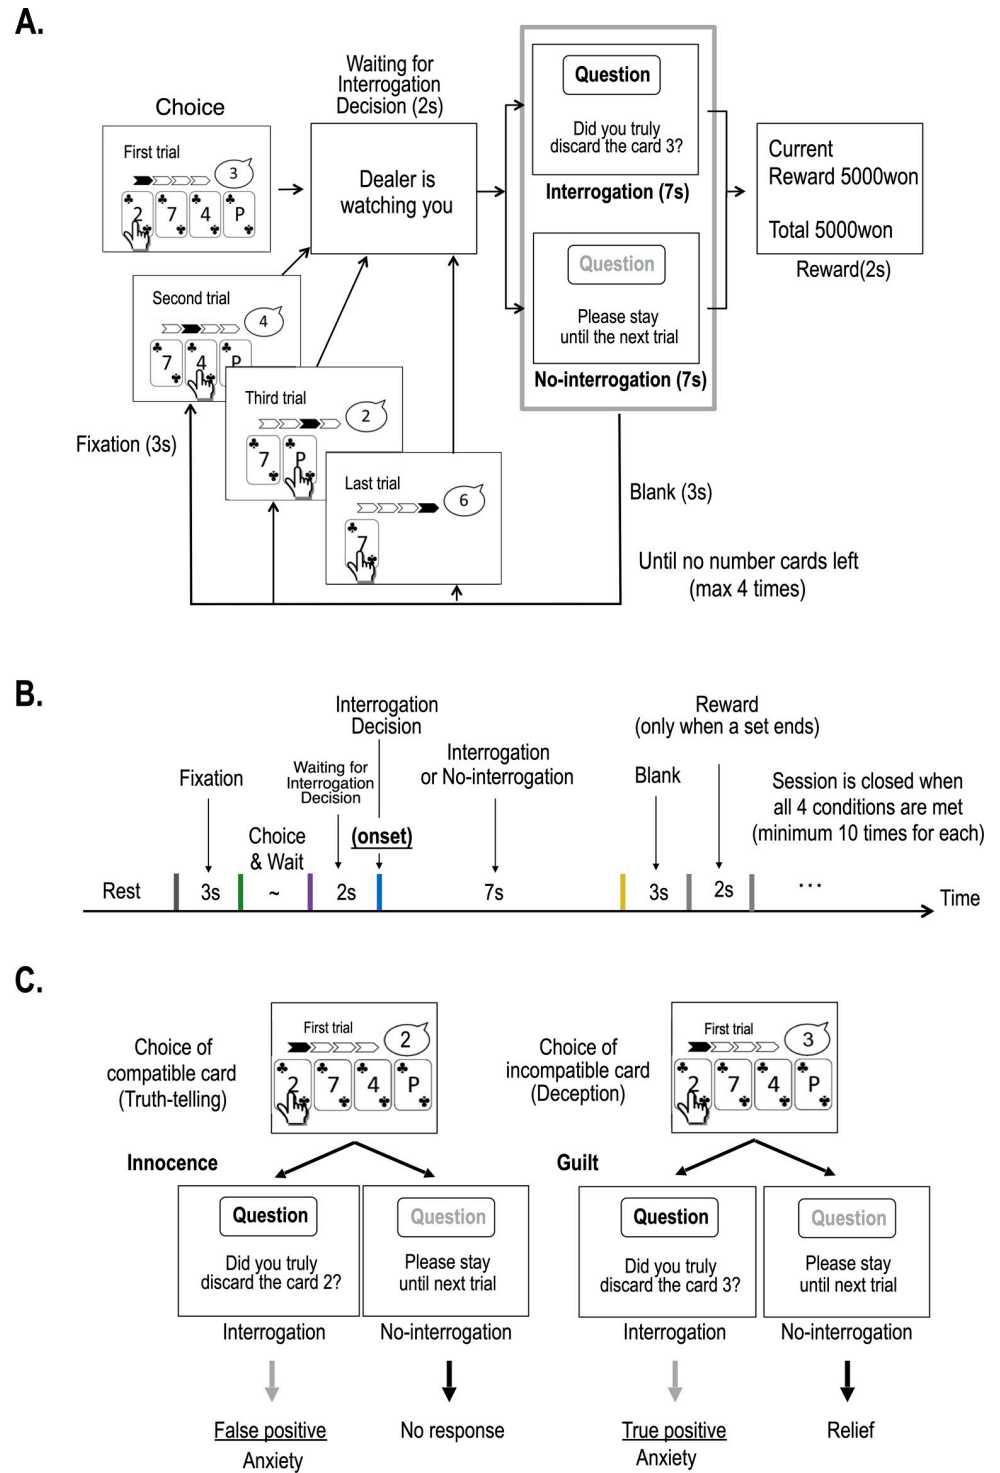 A.
Choice
First trial
3
2 7 4 P
Waiting for
Interrogation
Decision (2s)
Dealer is
watching you
Question
Did you truly
discard the card 3?
Interrogation (7s)
Question
Please stay
until the next trial
No-interrogation (7s)
Current
Reward 5000won
Total 5000won
Reward(2s)
Second trial
4
7 4 P
Third trial
2
7 P
Last trial
6
7
Fixation (3s)
Blank (3s)
Until no number cards left
(max 4 times)
B.
Interrogation
Decision
Reward
(only when a set ends)
Fixation
Waiting for
Interrogation
Decision
Interrogation
or No-interrogation
Blank
Session is closed when
all 4 conditions are met
(minimum 10 times for each)
Choice
& Wait
(onset)
Rest 3s ~ 2s 7s 3s 2s ... Time
C.
Choice of
compatible card
(Truth-telling)
First trial
2
2 7 4 P
Choice of
incompatible card
(Deception)
First trial
3
2 7 4 P
Innocence
Question
Did you truly
discard the card 2?
Interrogation
False positive
Anxiety
Question
Please stay
until next trial
No-interrogation
No response
Guilt
Question
Did you truly
discard the card 3?
Interrogation
True positive
Anxiety
Question
Please stay
until next trial
No-interrogation
Relief